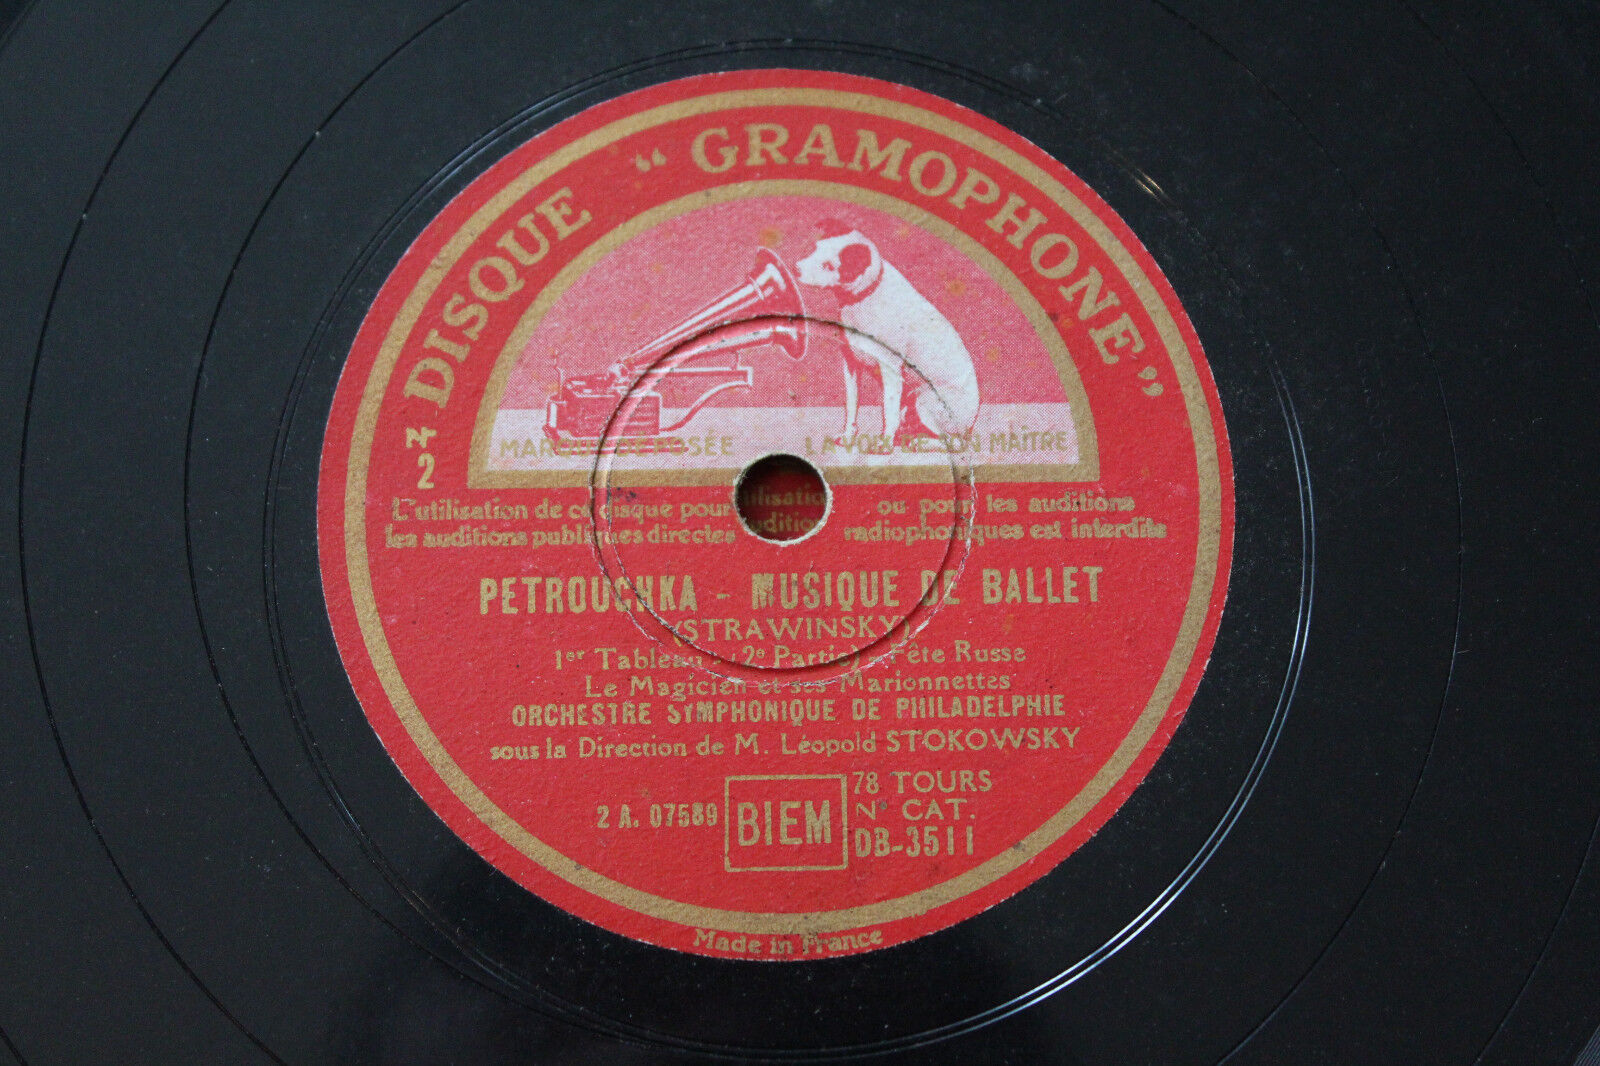 DISQUE “GRAMOPHONE”
MARQUE DÉPOSÉE LA VOIX DE SON MAÎTRE
2
L'utilisation de ce disque pour ou pour les auditions
les auditions publiques directes radiophoniques est interdite
PETROUCHKA - MUSIQUE DE BALLET
(STRAWINSKY)
1er Tableau - (2e Partie) - Fête Russe
Le Magicien et ses Marionnettes
ORCHESTRE SYMPHONIQUE DE PHILADELPHIE
sous la Direction de M. Léopold STOKOWSKY
78 TOURS
2 A. 07589 BIEM No CAT.
DB-3511
Made in France